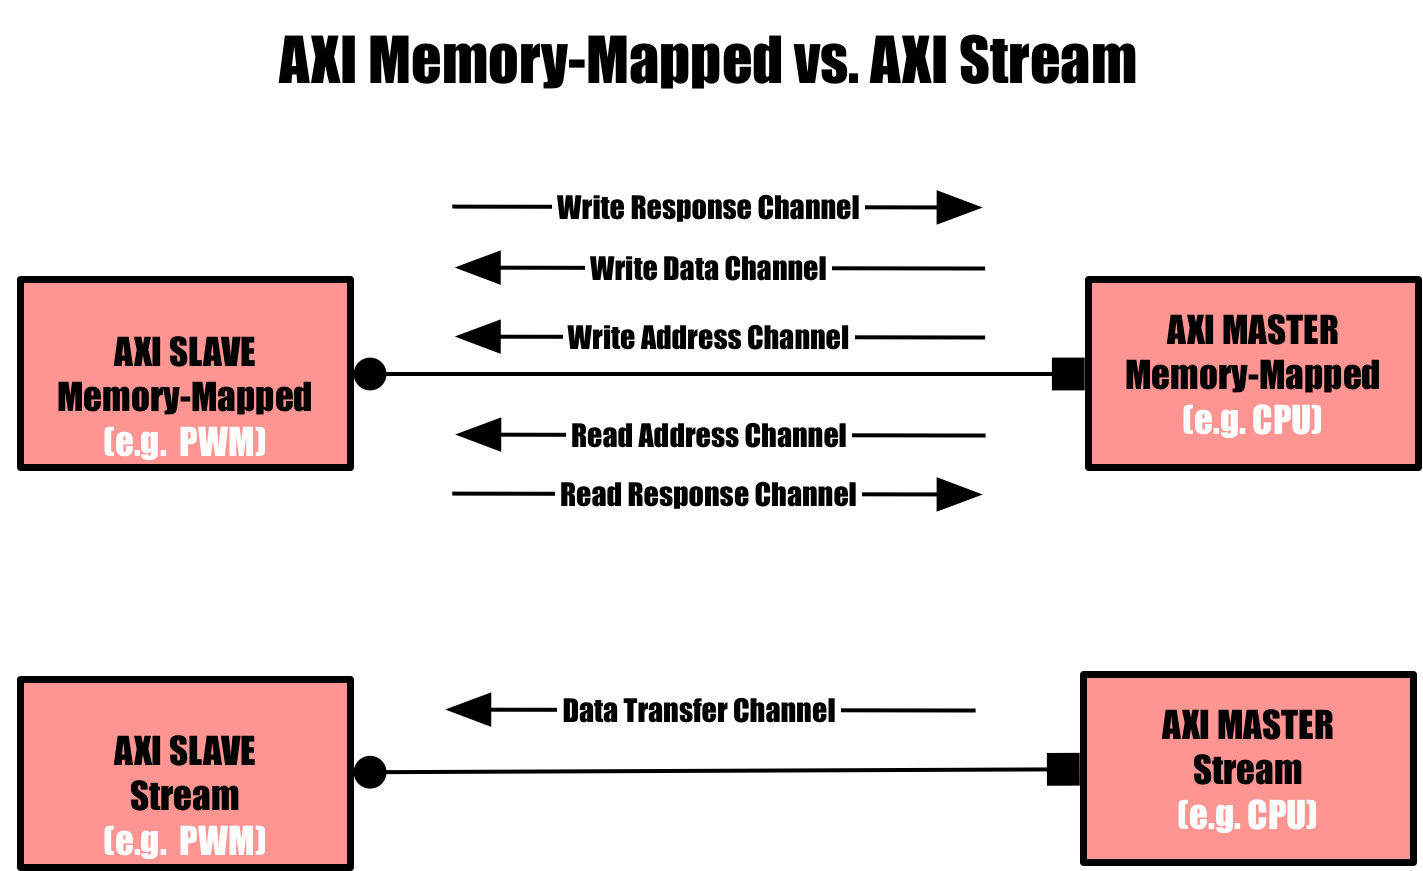 AXI Memory-Mapped vs. AXI Stream
Write Response Channel
Write Data Channel
Write Address Channel
AXI SLAVE
Memory-Mapped
(e.g. PWM)
AXI MASTER
Memory-Mapped
(e.g. CPU)
Read Address Channel
Read Response Channel
Data Transfer Channel
AXI SLAVE
Stream
(e.g. PWM)
AXI MASTER
Stream
(e.g. CPU)